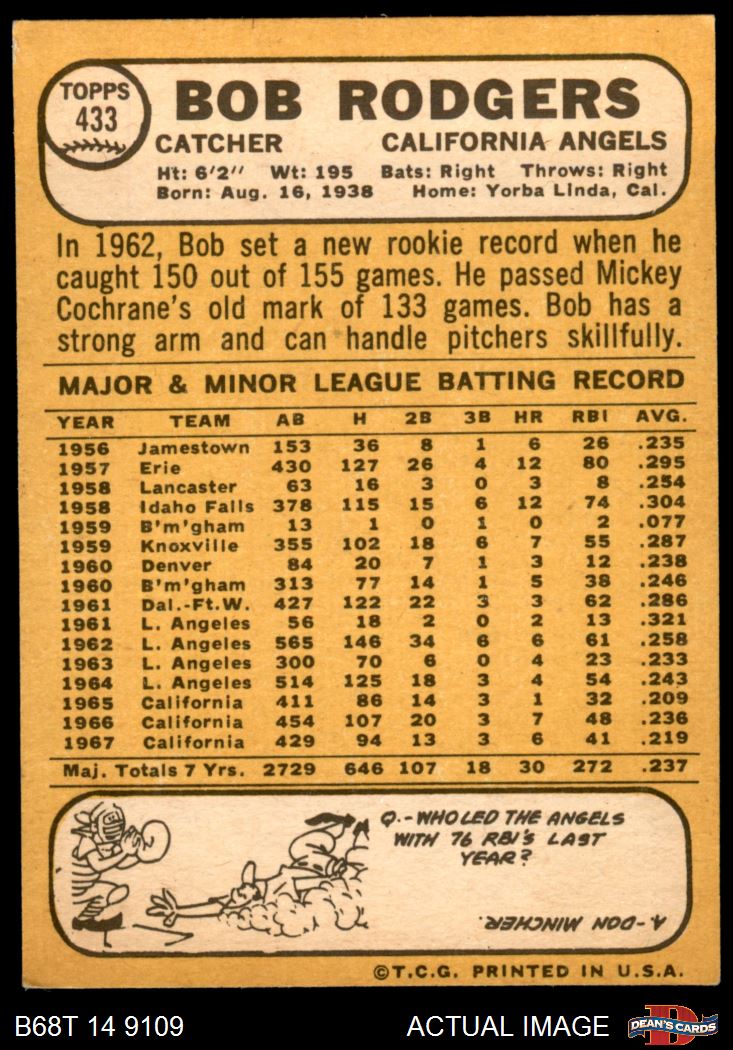 TOPPS
433
BOB RODGERS
CATCHER CALIFORNIA ANGELS
Ht: 6'2" Wt: 195 Bats: Right Throws: Right
Born: Aug. 16, 1938 Home: Yorba Linda, Cal.
In 1962, Bob set a new rookie record when he
caught 150 out of 155 games. He passed Mickey
Cochrane's old mark of 133 games. Bob has a
strong arm and can handle pitchers skillfully.
MAJOR & MINOR LEAGUE BATTING RECORD
YEAR TEAM AB H 2B 3B HR RBI AVG.
1956 Jamestown 153 36 8 1 6 26 .235
1957 Erie 430 127 26 4 12 80 .295
1958 Lancaster 63 16 3 0 3 8 .254
1958 Idaho Falls 378 115 15 6 12 74 .304
1959 B'm'gham 13 1 0 1 0 2 .077
1959 Knoxville 355 102 18 6 7 55 .287
1960 Denver 84 20 7 1 3 12 .238
1960 B'm'gham 313 77 14 1 5 38 .246
1961 Dal.-Ft.W. 427 122 22 3 3 62 .286
1961 L. Angeles 56 18 2 0 2 13 .321
1962 L. Angeles 565 146 34 6 6 61 .258
1963 L. Angeles 300 70 6 0 4 23 .233
1964 L. Angeles 514 125 18 3 4 54 .243
1965 California 411 86 14 3 1 32 .209
1966 California 454 107 20 3 7 48 .236
1967 California 429 94 13 3 6 41 .219
Maj. Totals 7 Yrs. 2729 646 107 18 30 272 .237
Q.-WHO LED THE ANGELS
WITH 76 RBI'S LAST
YEAR?
A-DON MINCHER.
©T.C.G. PRINTED IN U.S.A.
B68T 14 9109 ACTUAL IMAGE DEAN'S CARDS